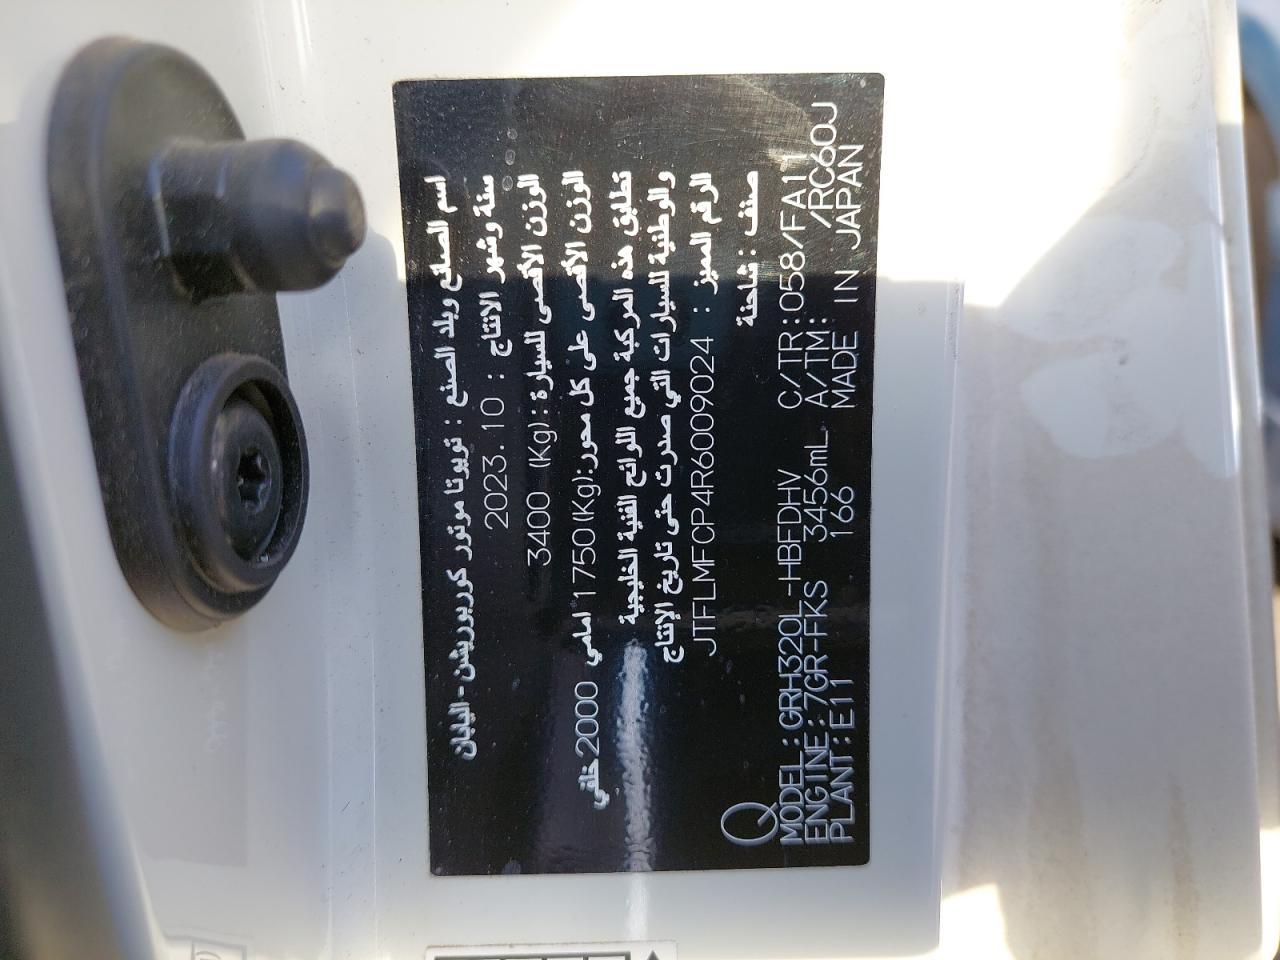 اسم الصانع وبلد الصنع : تويوتا موتور كوربوريشن - اليابان
سنة وشهر الانتاج : 2023.10
الوزن الأقصى للسيارة :(Kg) 3400
الوزن الأقصى على كل محور:(Kg)1750 امامي 2000 خلفي
تطابق هذه المركبة جميع اللوائح الفنية الخليجية
والوطنية للسيارات التي صدرت حتى تاريخ الإنتاج
الرقم المميز : JTFLMFCP4R6009024
صنف : شاحنة
Q
MODEL:GRH320L-HBFDHV C/TR:058/FA11
ENGINE:7GR-FKS 3456mL A/TM: /RC60J
PLANT:E11 166 MADE IN JAPAN